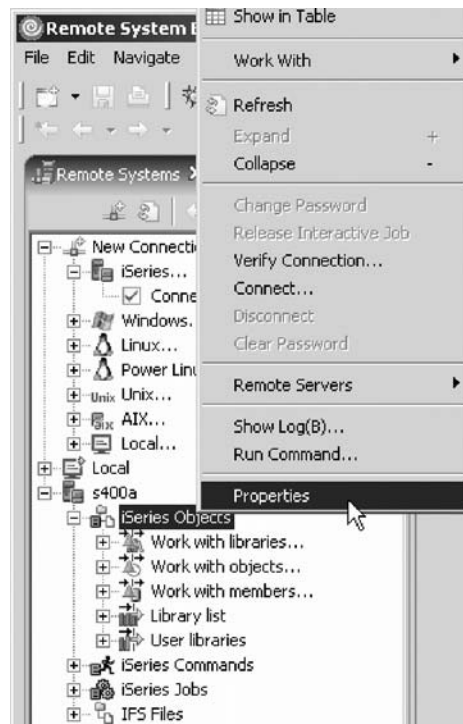 Remote System E
File Edit Navigate
Remote Systems
New Connecti
iSeries...
Conne
Windows.
Linux...
Power Linu
Unix Unix...
AIX AIX...
Local...
Local
s400a
iSeries Objects
Work with libraries...
Work with objects...
Work with members...
Library list
User libraries
iSeries Commands
iSeries Jobs
IFS Files
Show in Table
Work With
Refresh
Expand +
Collapse -
Change Password
Release Interactive Job
Verify Connection...
Connect...
Disconnect
Clear Password
Remote Servers
Show Log(B)...
Run Command...
Properties